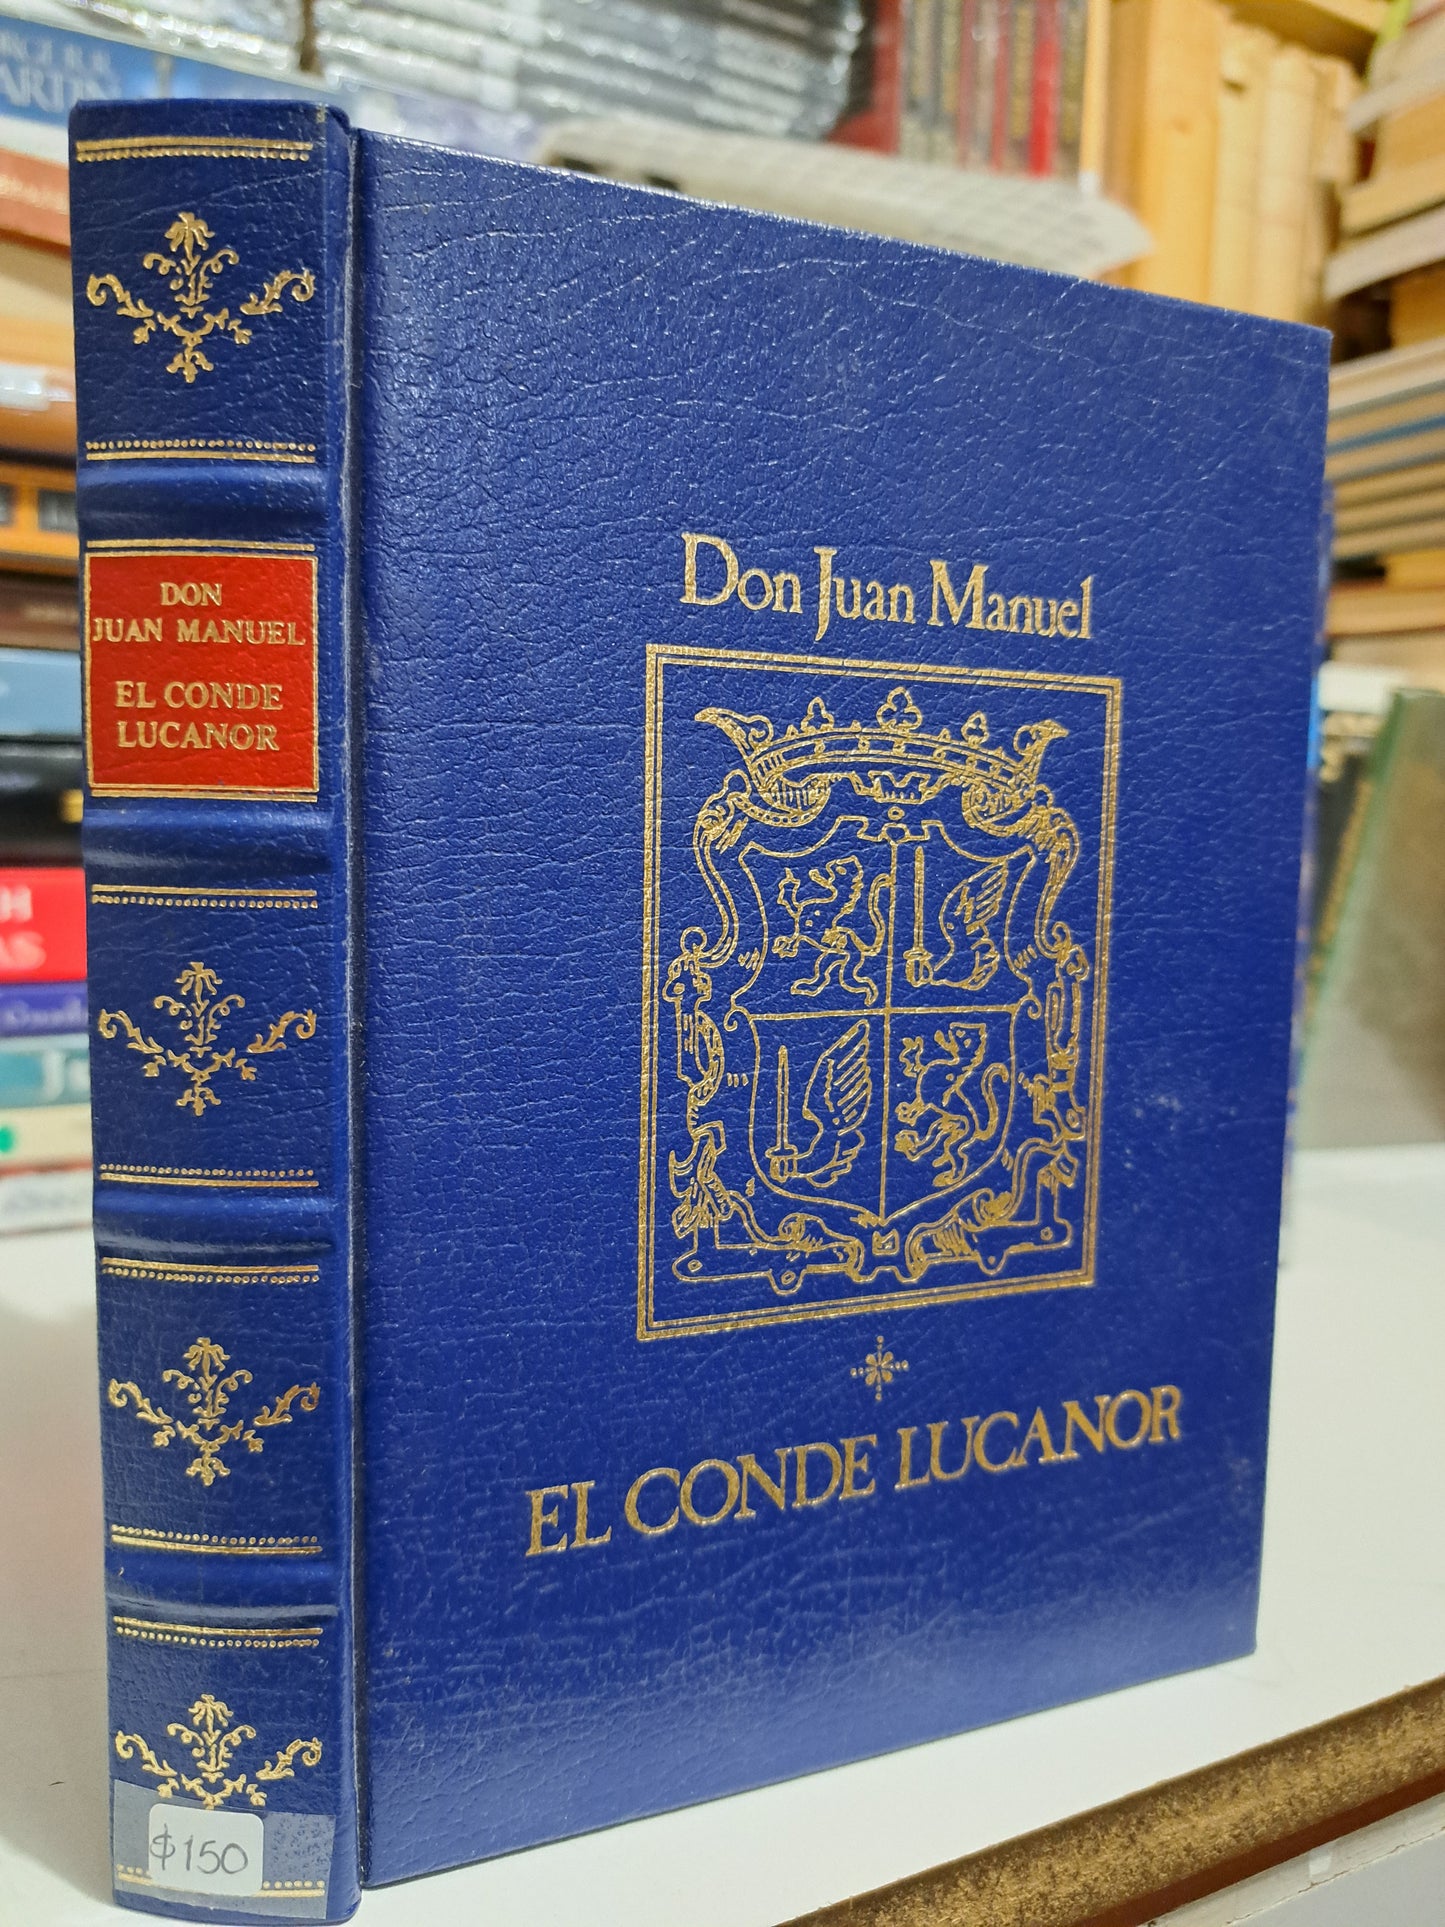 DON
JUAN MANUEL
EL CONDE
LUCANOR
$150
Don Juan Manuel
EL CONDE LUCANOR